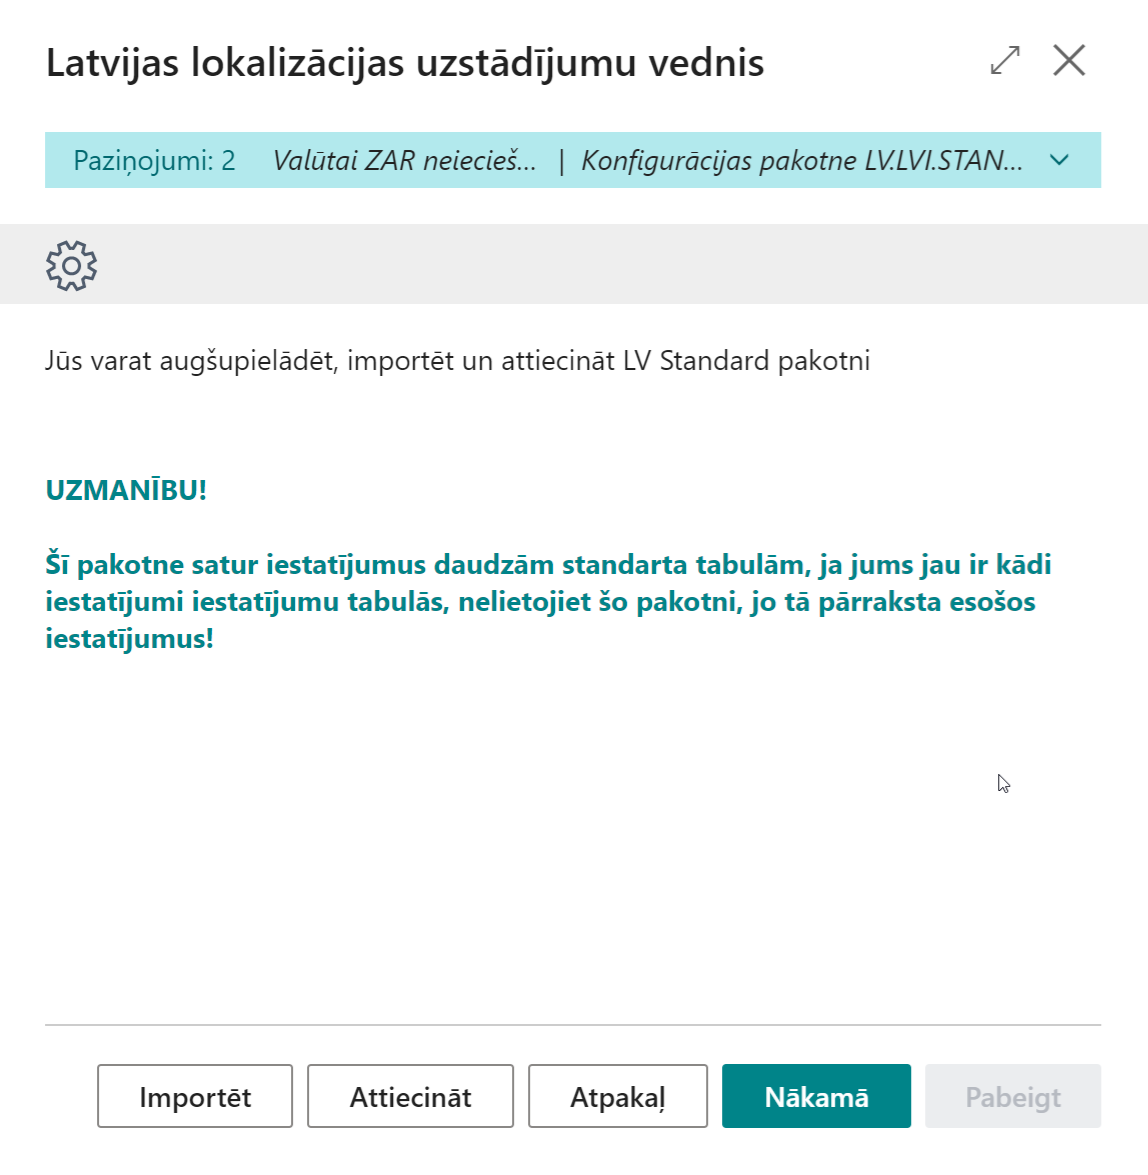 Latvijas lokalizācijas uzstādījumu vednis
Paziņojumi: 2 Valūtai ZAR neiecieš... | Konfigurācijas pakotne LV.LVI.STAN...
Jūs varat augšupielādēt, importēt un attiecināt LV Standard pakotni
UZMANĪBU!
Šī pakotne satur iestatījumus daudzām standarta tabulām, ja jums jau ir kādi
iestatījumi iestatījumu tabulās, nelietojiet šo pakotni, jo tā pārraksta esošos
iestatījumus!
Importēt Attiecināt Atpakaļ Nākamā Pabeigt